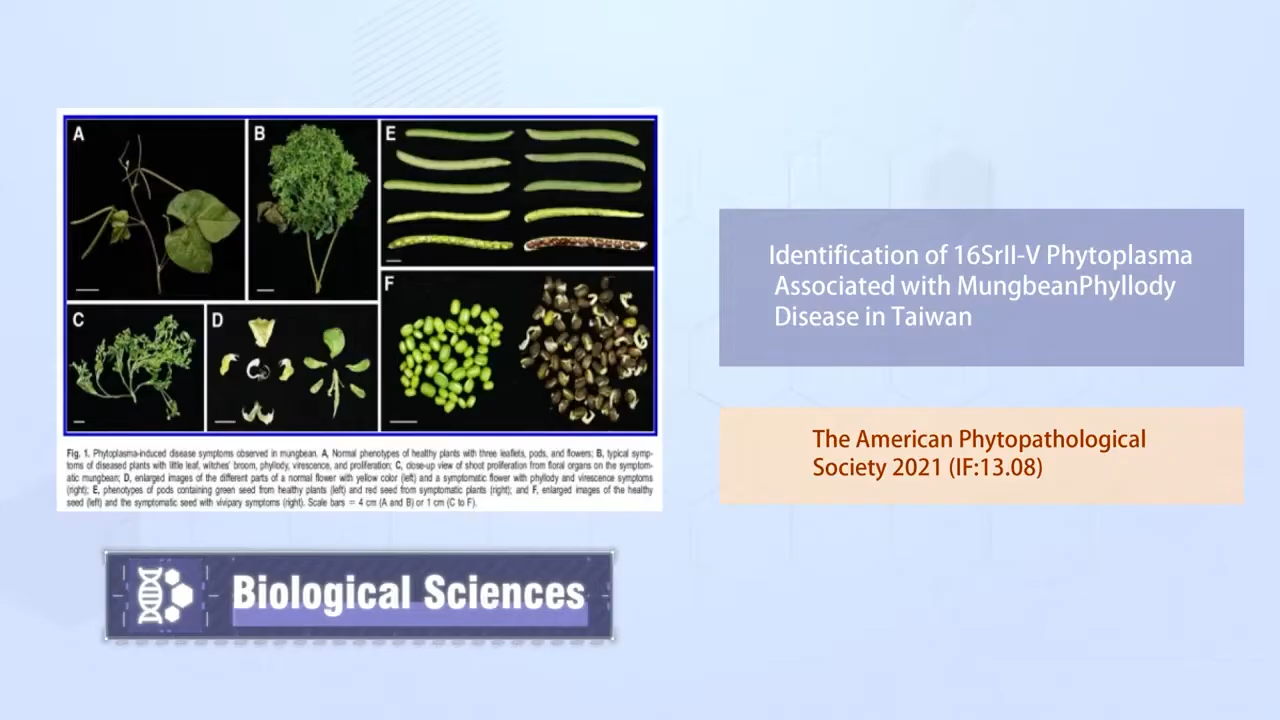 A
B
E
C
D
F
Fig. 1. Phytoplasma-induced disease symptoms observed in mungbean. A, Normal phenotypes of healthy plants with three leaflets, pods, and flowers; B, typical symp-
toms of diseased plants with little leaf, witches' broom, phyllody, virescence, and proliferation; C, close-up view of shoot proliferation from floral organs on the symptom-
atic mungbean; D, enlarged images of the different parts of a normal flower with yellow color (left) and a symptomatic flower with phyllody and virescence symptoms
(right); E, phenotypes of pods containing green seed from healthy plants (left) and red seed from symptomatic plants (right); and F, enlarged images of the healthy
seed (left) and the symptomatic seed with vivipary symptoms (right). Scale bars = 4 cm (A and B) or 1 cm (C to F).
Biological Sciences
Identification of 16SrII-V Phytoplasma
Associated with MungbeanPhyllody
Disease in Taiwan
The American Phytopathological
Society 2021 (IF:13.08)